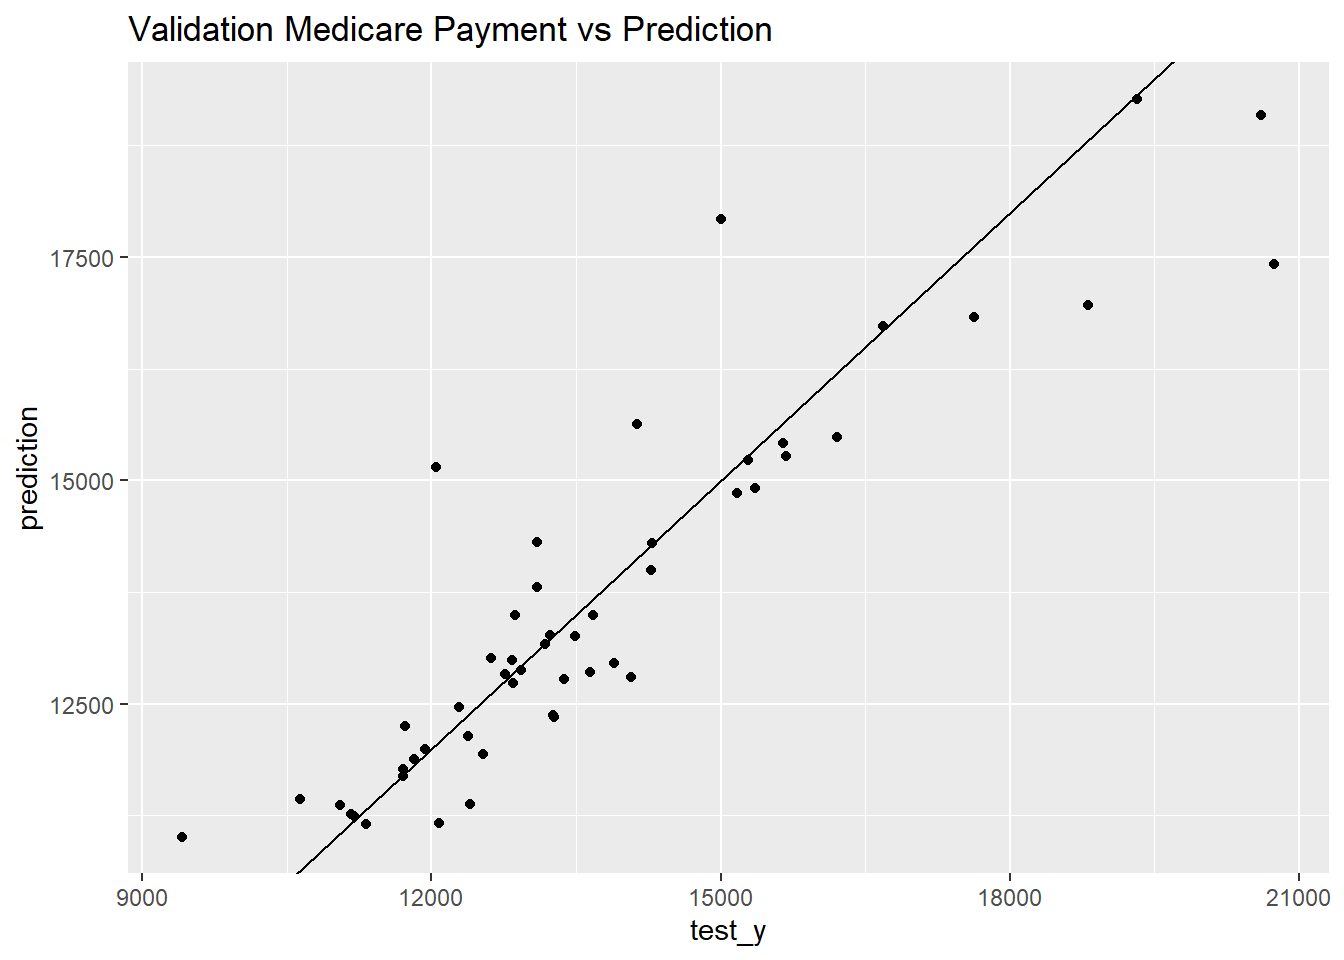 Validation Medicare Payment vs Prediction
17500
15000
12500
prediction
9000 12000 15000 18000 21000
test_y